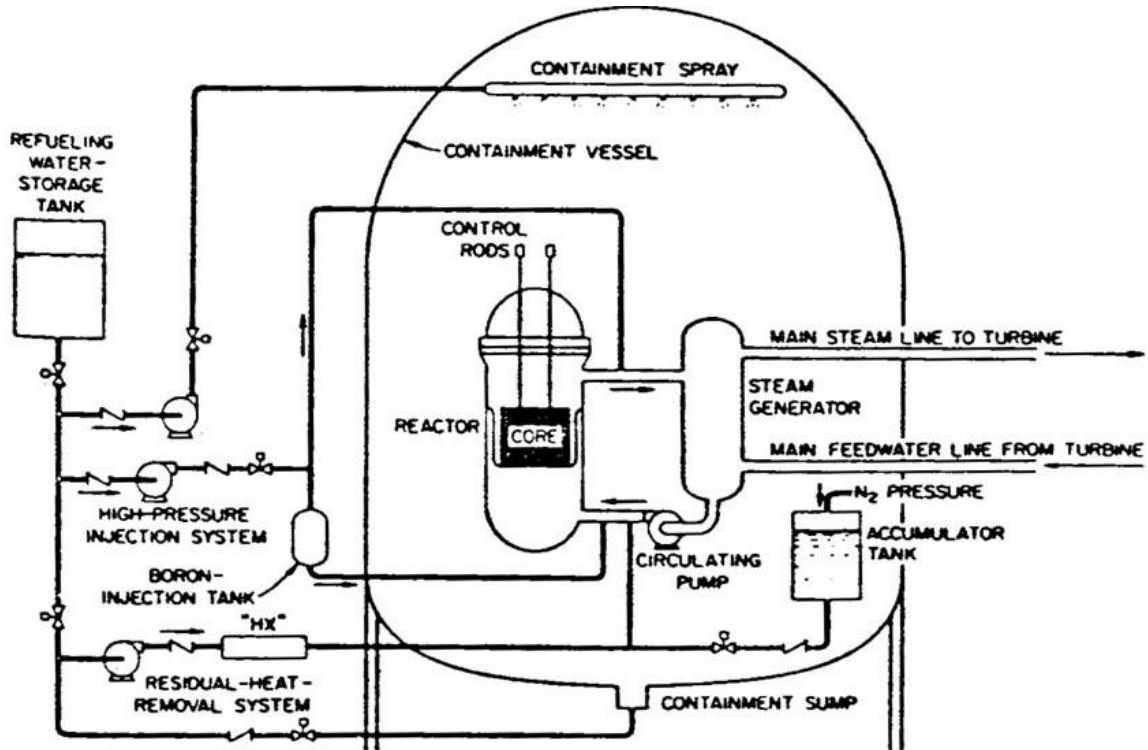 CONTAINMENT SPRAY
REFUELING
WATER-
STORAGE
TANK
CONTAINMENT VESSEL
CONTROL
RODS
MAIN STEAM LINE TO TURBINE
STEAM
GENERATOR
REACTOR
CORE
MAIN FEEDWATER LINE FROM TURBINE
N2 PRESSURE
HIGH-PRESSURE
INJECTION SYSTEM
ACCUMULATOR
TANK
CIRCULATING
PUMP
BORON-
INJECTION TANK
"HX"
RESIDUAL-HEAT-
REMOVAL SYSTEM
CONTAINMENT SUMP